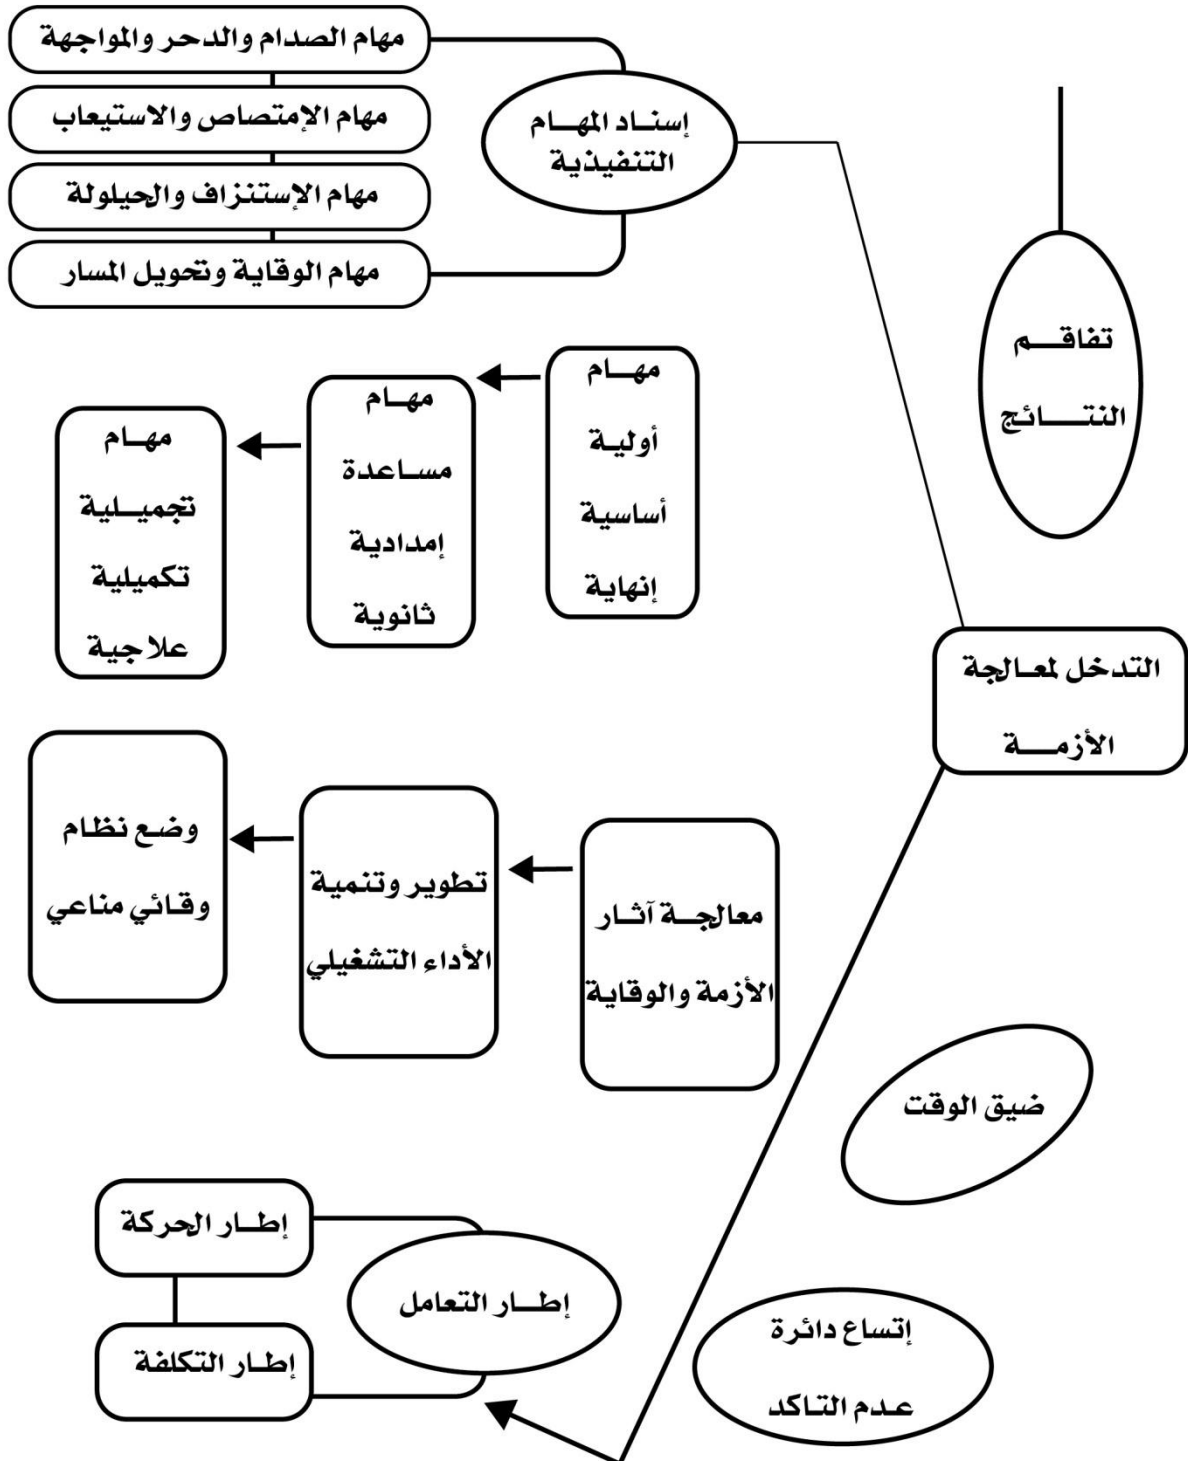 مهام الصدام والدحر والمواجهة
مهام الإمتصاص والاستيعاب
مهام الإستنزاف والحيلولة
مهام الوقاية وتحويل المسار
إسناد المهام
التنفيذية
تفاقم
النتائج
مهام
أولية
أساسية
إنهاية
مهام
مساعدة
إمدادية
ثانوية
مهام
تجميلية
تكميلية
علاجية
التدخل لمعالجة
الأزمة
معالجة آثار
الأزمة والوقاية
تطوير وتنمية
الأداء التشغيلي
وضع نظام
وقائي مناعي
ضيق الوقت
إطار التعامل
إطار الحركة
إطار التكلفة
إتساع دائرة
عدم التاكد